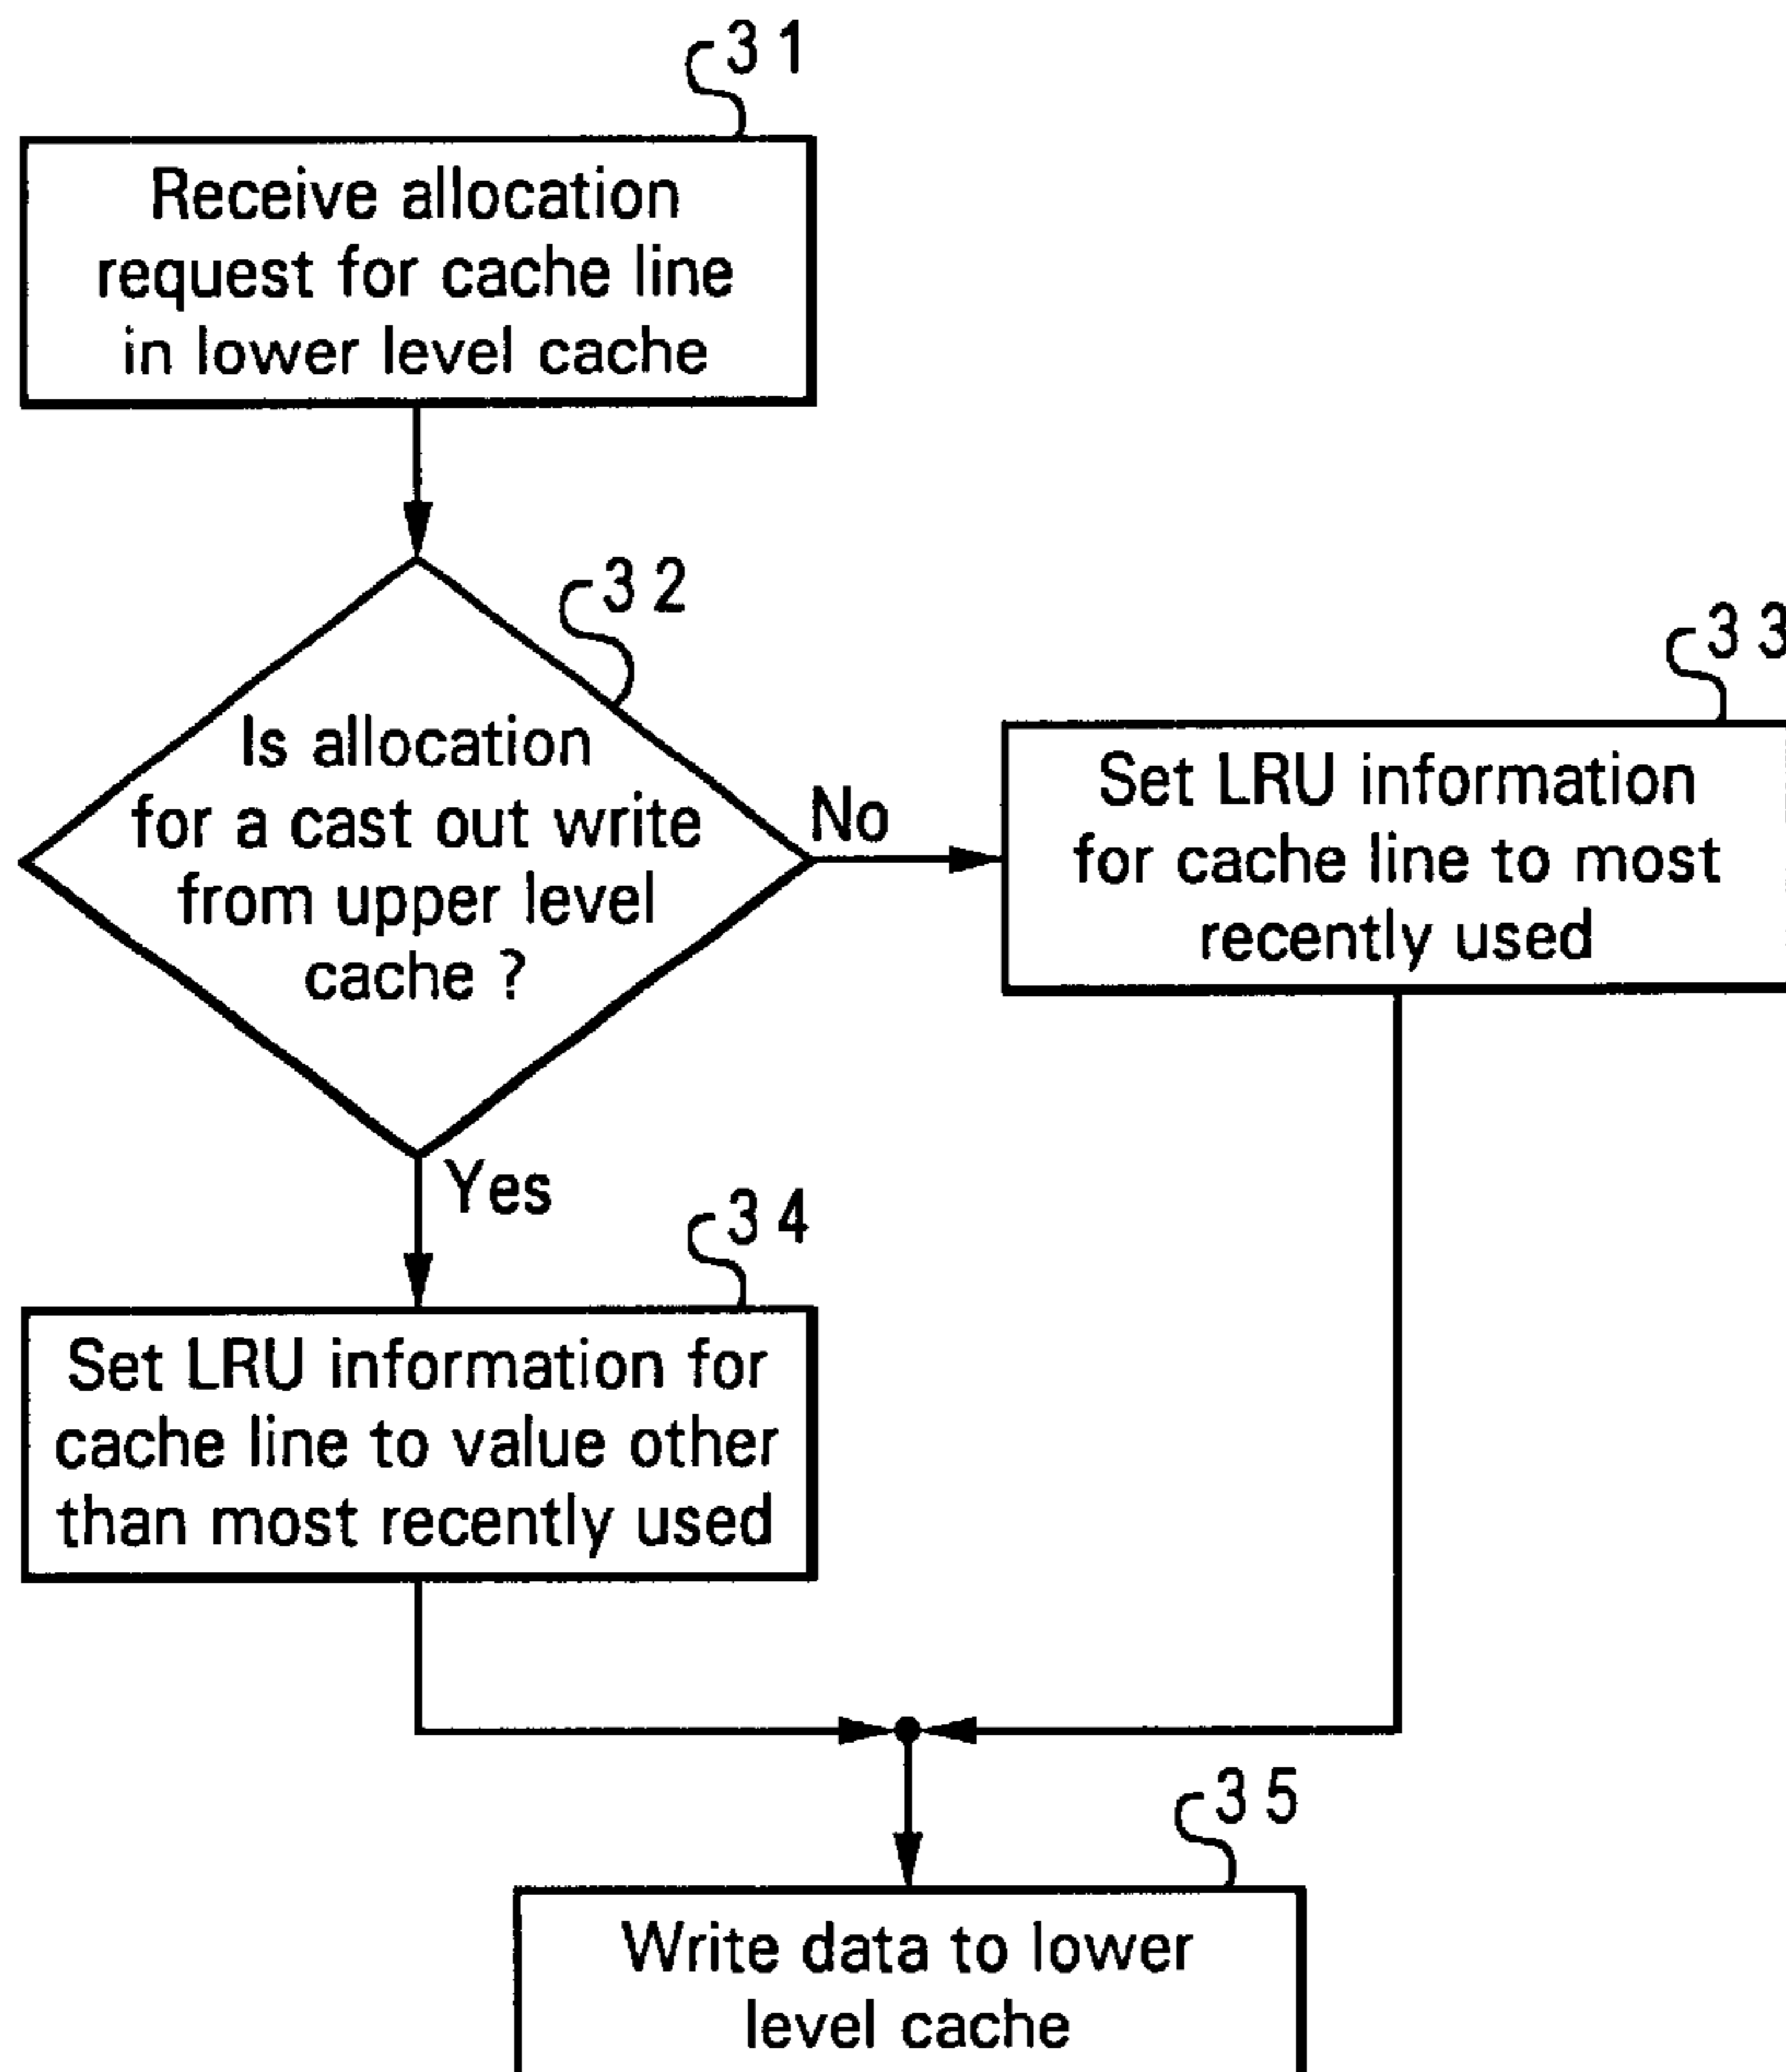 31
Receive allocation
request for cache line
in lower level cache
32
Is allocation
for a cast out write
from upper level
cache ?
No
33
Set LRU information
for cache line to most
recently used
Yes
34
Set LRU information for
cache line to value other
than most recently used
35
Write data to lower
level cache